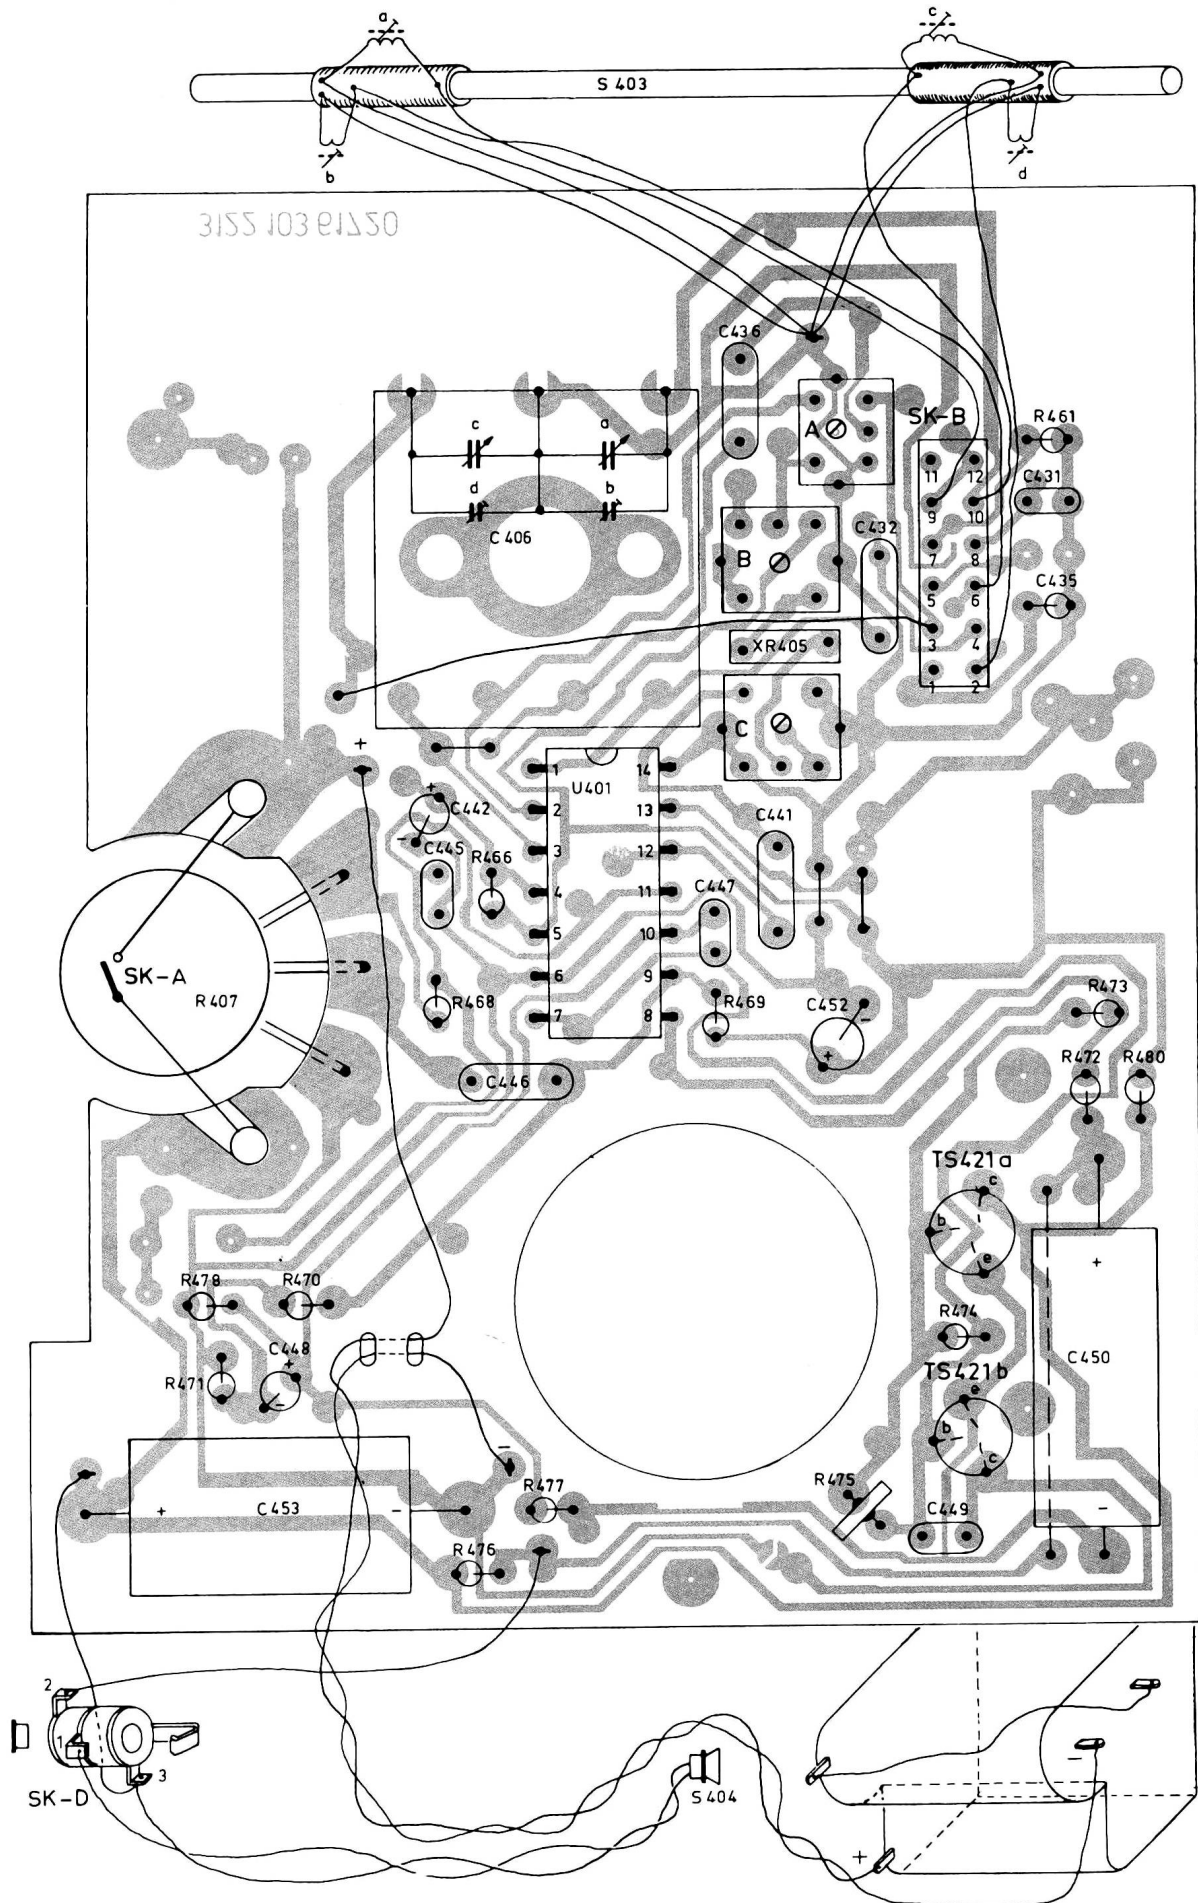 a
c
S 403
b
d
3122 103 61720
C436
c
a
A
SK-B
R461
11
12
C431
d
b
9
10
C 406
C432
7
8
B
C435
5
6
XR405
3
4
1
2
C
+
1
14
U401
+
C442
2
13
C441
-
3
12
C445
R466
4
11
C447
5
10
SK-A
6
9
R407
R468
R469
C452
-
R473
7
8
+
R472
R480
C446
TS421a
c
b
+
e
R478
R470
R474
C448
+
C450
TS421b
R471
e
-
b
c
-
R477
R475
+
C453
-
C449
-
R476
2
1
-
3
S404
SK-D
+